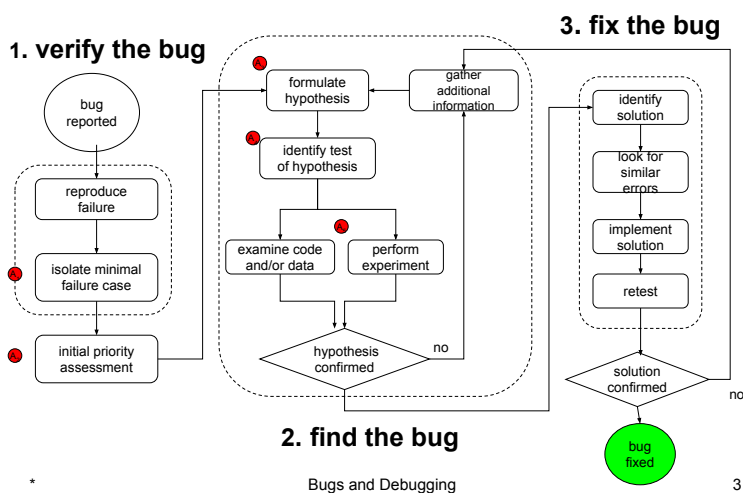 1. verify the bug
bug
reported
reproduce
failure
A
isolate minimal
failure case
A
initial priority
assessment
2. find the bug
A
formulate
hypothesis
gather
additional
information
A
identify test
of hypothesis
A
examine code
and/or data
perform
experiment
hypothesis
confirmed
no
3. fix the bug
identify
solution
look for
similar
errors
implement
solution
retest
solution
confirmed
no
bug
fixed
*
Bugs and Debugging
3